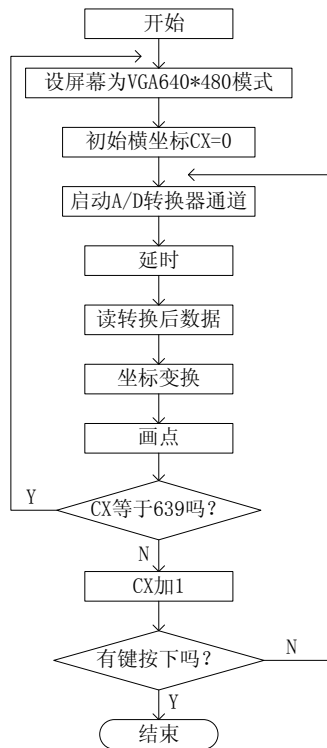 开始
设屏幕为VGA640*480模式
初始横坐标CX=0
启动A/D转换器通道
延时
读转换后数据
坐标变换
画点
Y
CX等于639吗?
N
CX加1
有键按下吗?
N
Y
结束